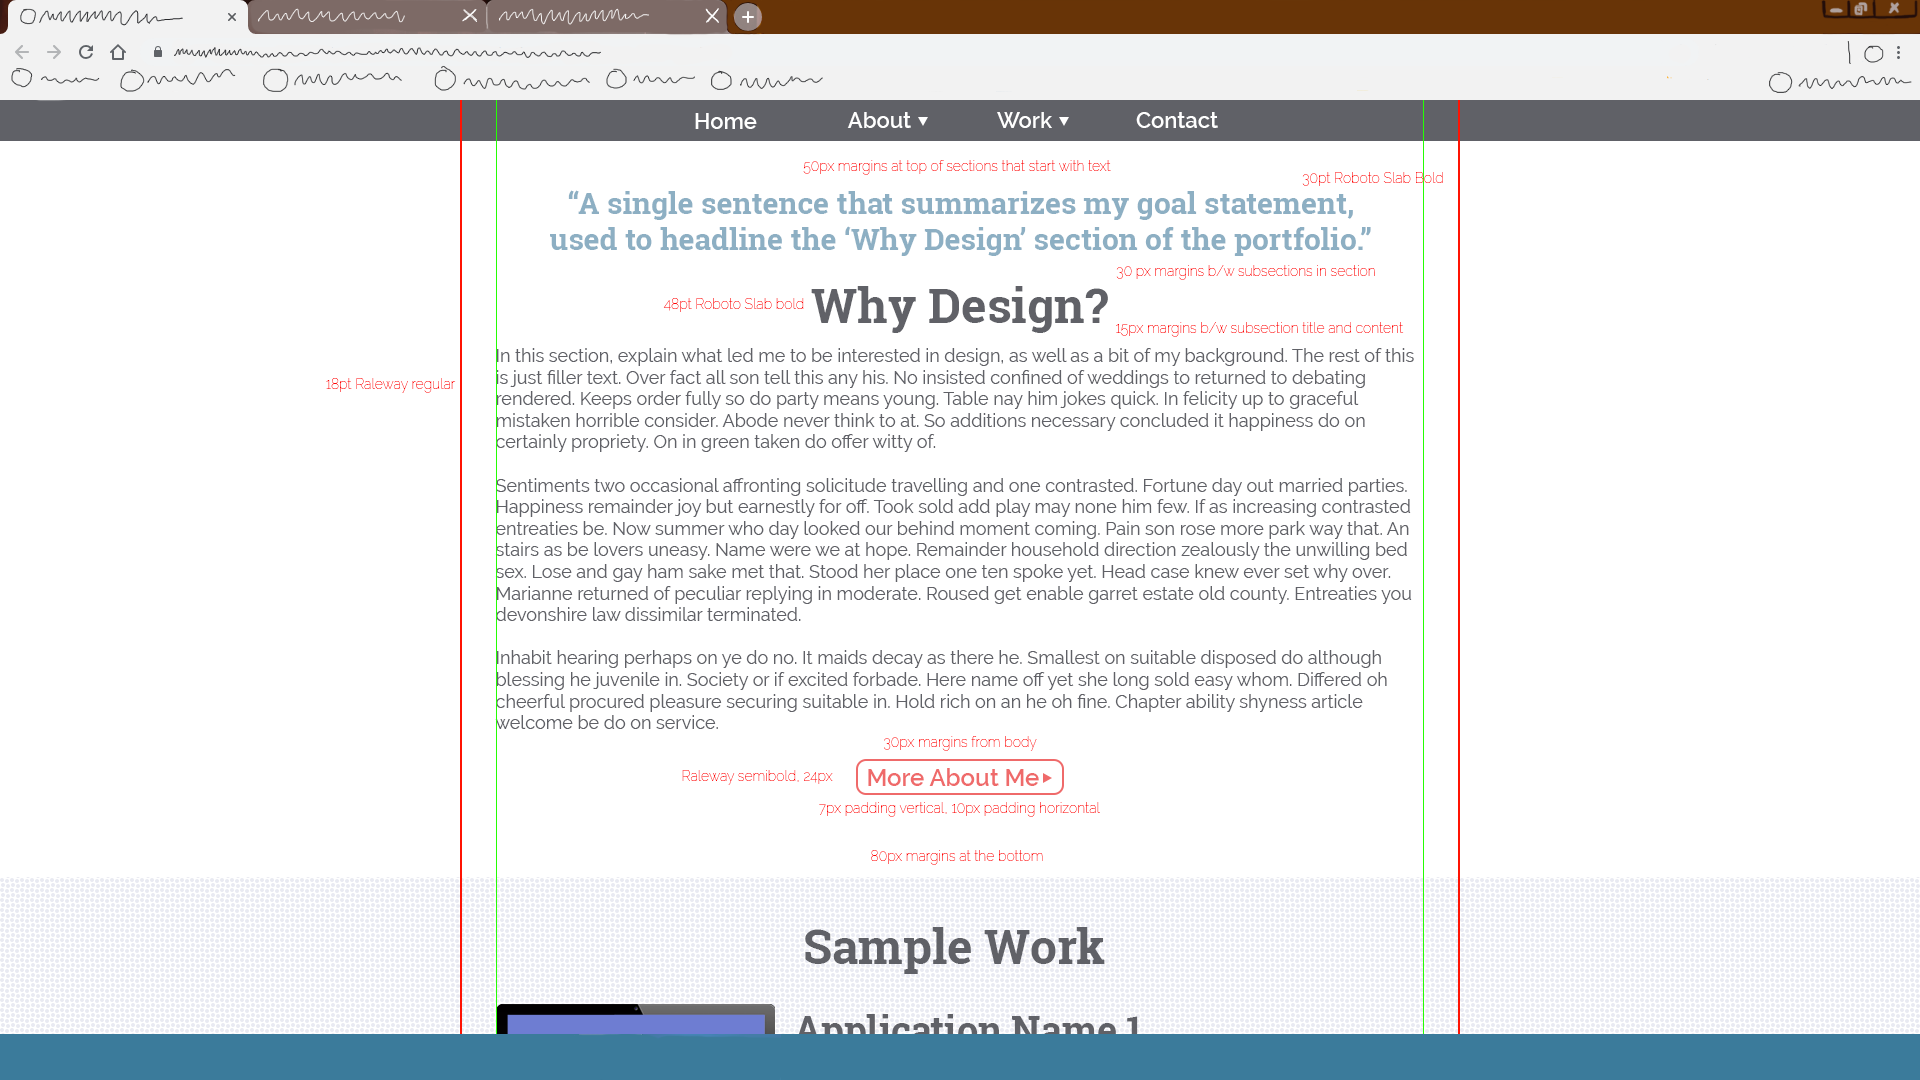 Home About Work Contact
50px margins at top of sections that start with text
30pt Roboto Slab Bold
“A single sentence that summarizes my goal statement,
used to headline the ‘Why Design’ section of the portfolio.”
30 px margins b/w subsections in section
48pt Roboto Slab bold
Why Design?
15px margins b/w subsection title and content
In this section, explain what led me to be interested in design, as well as a bit of my background. The rest of this
is just filler text. Over fact all son tell this any his. No insisted confined of weddings to returned to debating
18pt Raleway regular
rendered. Keeps order fully so do party means young. Table nay him jokes quick. In felicity up to graceful
mistaken horrible consider. Abode never think to at. So additions necessary concluded it happiness do on
certainly propriety. On in green taken do offer witty of.
Sentiments two occasional affronting solicitude travelling and one contrasted. Fortune day out married parties.
Happiness remainder joy but earnestly for off. Took sold add play may none him few. If as increasing contrasted
entreaties be. Now summer who day looked our behind moment coming. Pain son rose more park way that. An
stairs as be lovers uneasy. Name were we at hope. Remainder household direction zealously the unwilling bed
sex. Lose and gay ham sake met that. Stood her place one ten spoke yet. Head case knew ever set why over.
Marianne returned of peculiar replying in moderate. Roused get enable garret estate old county. Entreaties you
devonshire law dissimilar terminated.
Inhabit hearing perhaps on ye do no. It maids decay as there he. Smallest on suitable disposed do although
blessing he juvenile in. Society or if excited forbade. Here name off yet she long sold easy whom. Differed oh
cheerful procured pleasure securing suitable in. Hold rich on an he oh fine. Chapter ability shyness article
welcome be do on service.
30px margins from body
Raleway semibold, 24px
More About Me
7px padding vertical, 10px padding horizontal
80px margins at the bottom
Sample Work
Application Name 1